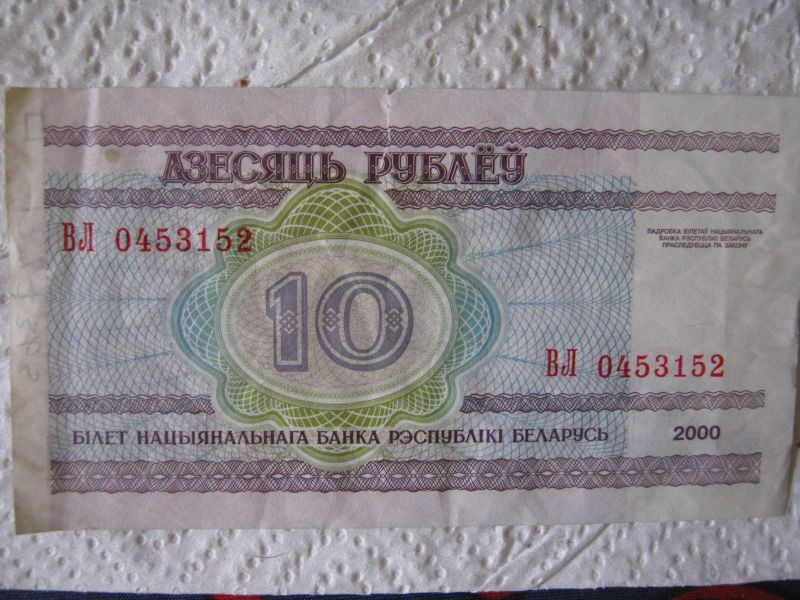 ДЗЕСЯЦЬ РУБЛЁЎ
ВЛ 0453152
ПАДРОБКА БІЛЕТАЎ НАЦЫЯНАЛЬНАГА
БАНКА РЭСПУБЛІКІ БЕЛАРУСЬ
ПРАСЛЕДУЕЦЦА ПА ЗАКОНУ
10
ВЛ 0453152
БІЛЕТ НАЦЫЯНАЛЬНАГА БАНКА РЭСПУБЛІКІ БЕЛАРУСЬ 2000